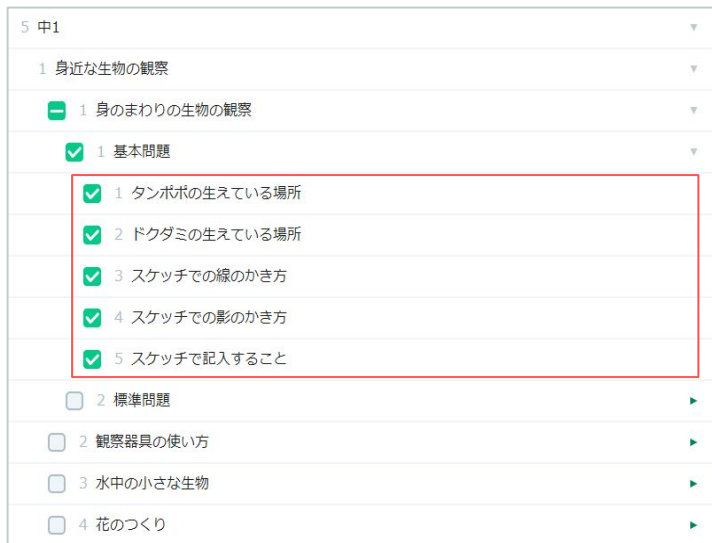 5 中1
1 身近な生物の観察
1 身のまわりの生物の観察
1 基本問題
1 タンポポの生えている場所
2 ドクダミの生えている場所
3 スケッチでの線のかき方
4 スケッチでの影のかき方
5 スケッチで記入すること
2 標準問題
2 観察器具の使い方
3 水中の小さな生物
4 花のつくり